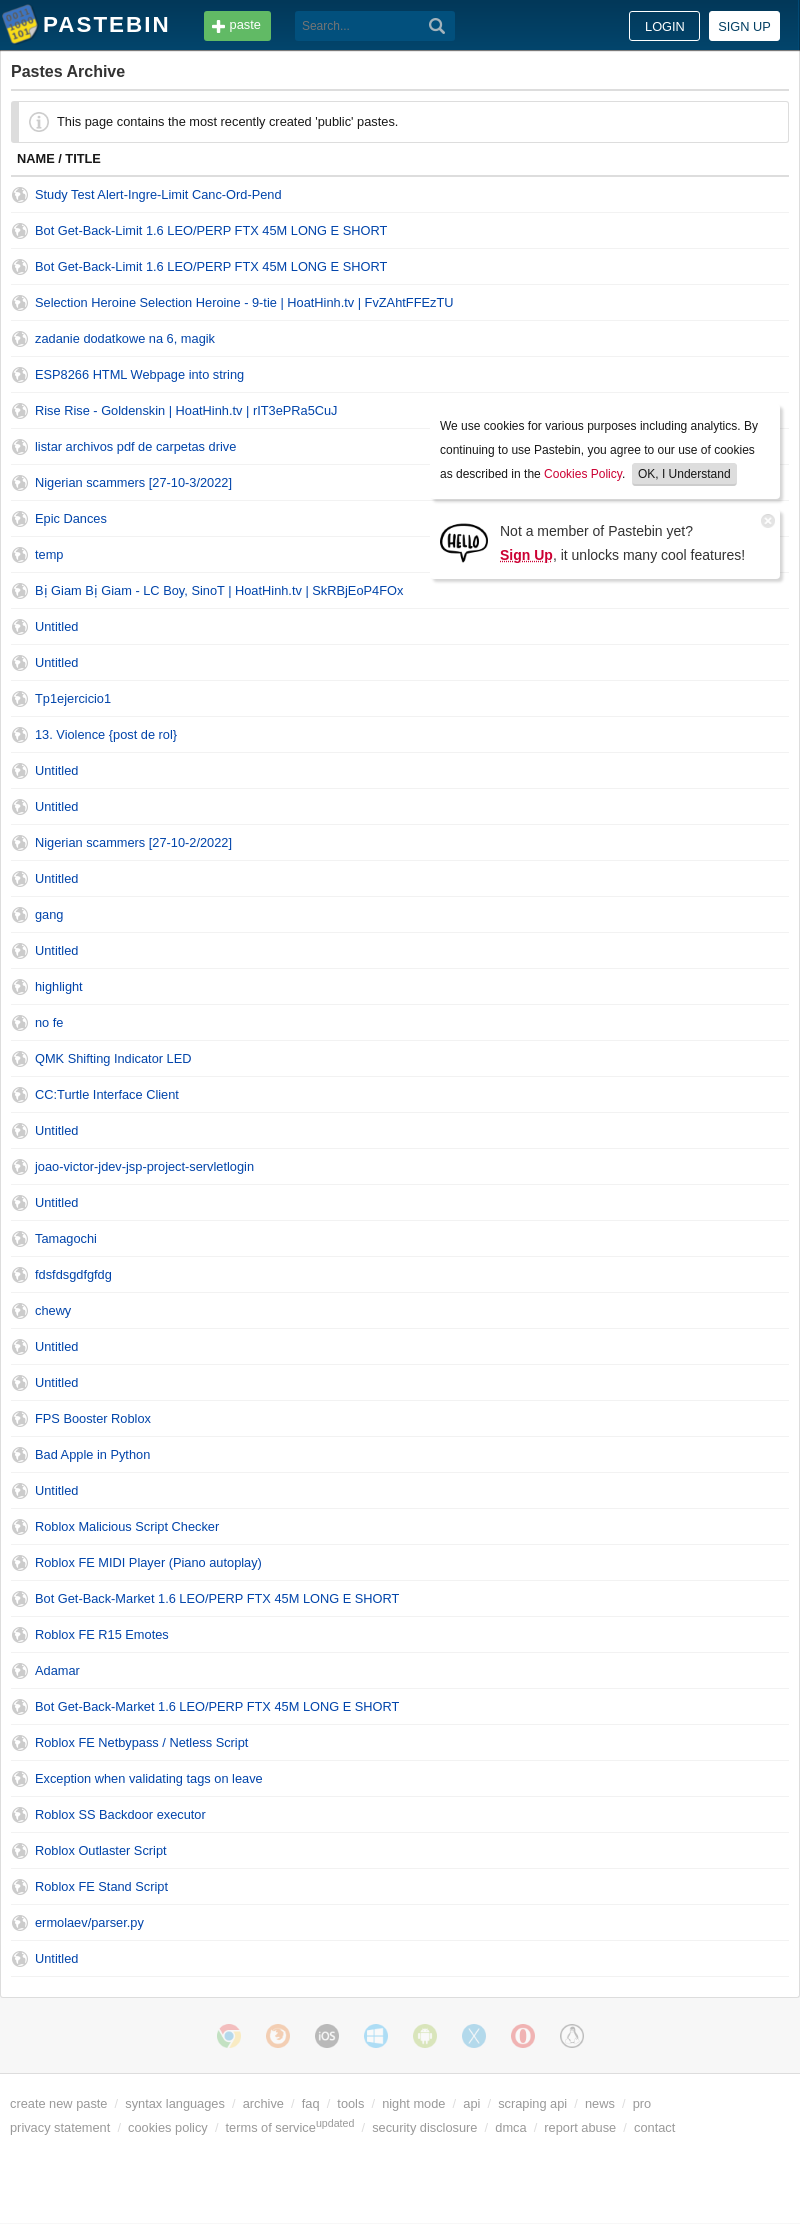 PASTEBIN
paste
Search...
LOGIN
SIGN UP
Pastes Archive
This page contains the most recently created 'public' pastes.
NAME / TITLE
Study Test Alert-Ingre-Limit Canc-Ord-Pend
Bot Get-Back-Limit 1.6 LEO/PERP FTX 45M LONG E SHORT
Bot Get-Back-Limit 1.6 LEO/PERP FTX 45M LONG E SHORT
Selection Heroine Selection Heroine - 9-tie | HoatHinh.tv | FvZAhtFFEzTU
zadanie dodatkowe na 6, magik
ESP8266 HTML Webpage into string
Rise Rise - Goldenskin | HoatHinh.tv | rIT3ePRa5CuJ
listar archivos pdf de carpetas drive
Nigerian scammers [27-10-3/2022]
Epic Dances
temp
Bị Giam Bị Giam - LC Boy, SinoT | HoatHinh.tv | SkRBjEoP4FOx
We use cookies for various purposes including analytics. By
continuing to use Pastebin, you agree to our use of cookies
as described in the Cookies Policy. OK, I Understand
HELLO
Not a member of Pastebin yet?
Sign Up, it unlocks many cool features!
Untitled
Untitled
Tp1ejercicio1
13. Violence {post de rol}
Untitled
Untitled
Nigerian scammers [27-10-2/2022]
Untitled
gang
Untitled
highlight
no fe
QMK Shifting Indicator LED
CC:Turtle Interface Client
Untitled
joao-victor-jdev-jsp-project-servletlogin
Untitled
Tamagochi
fdsfdsgdfgfdg
chewy
Untitled
Untitled
FPS Booster Roblox
Bad Apple in Python
Untitled
Roblox Malicious Script Checker
Roblox FE MIDI Player (Piano autoplay)
Bot Get-Back-Market 1.6 LEO/PERP FTX 45M LONG E SHORT
Roblox FE R15 Emotes
Adamar
Bot Get-Back-Market 1.6 LEO/PERP FTX 45M LONG E SHORT
Roblox FE Netbypass / Netless Script
Exception when validating tags on leave
Roblox SS Backdoor executor
Roblox Outlaster Script
Roblox FE Stand Script
ermolaev/parser.py
Untitled
iOS
create new paste / syntax languages / archive / faq / tools / night mode / api / scraping api / news / pro
privacy statement / cookies policy / terms of service updated / security disclosure / dmca / report abuse / contact